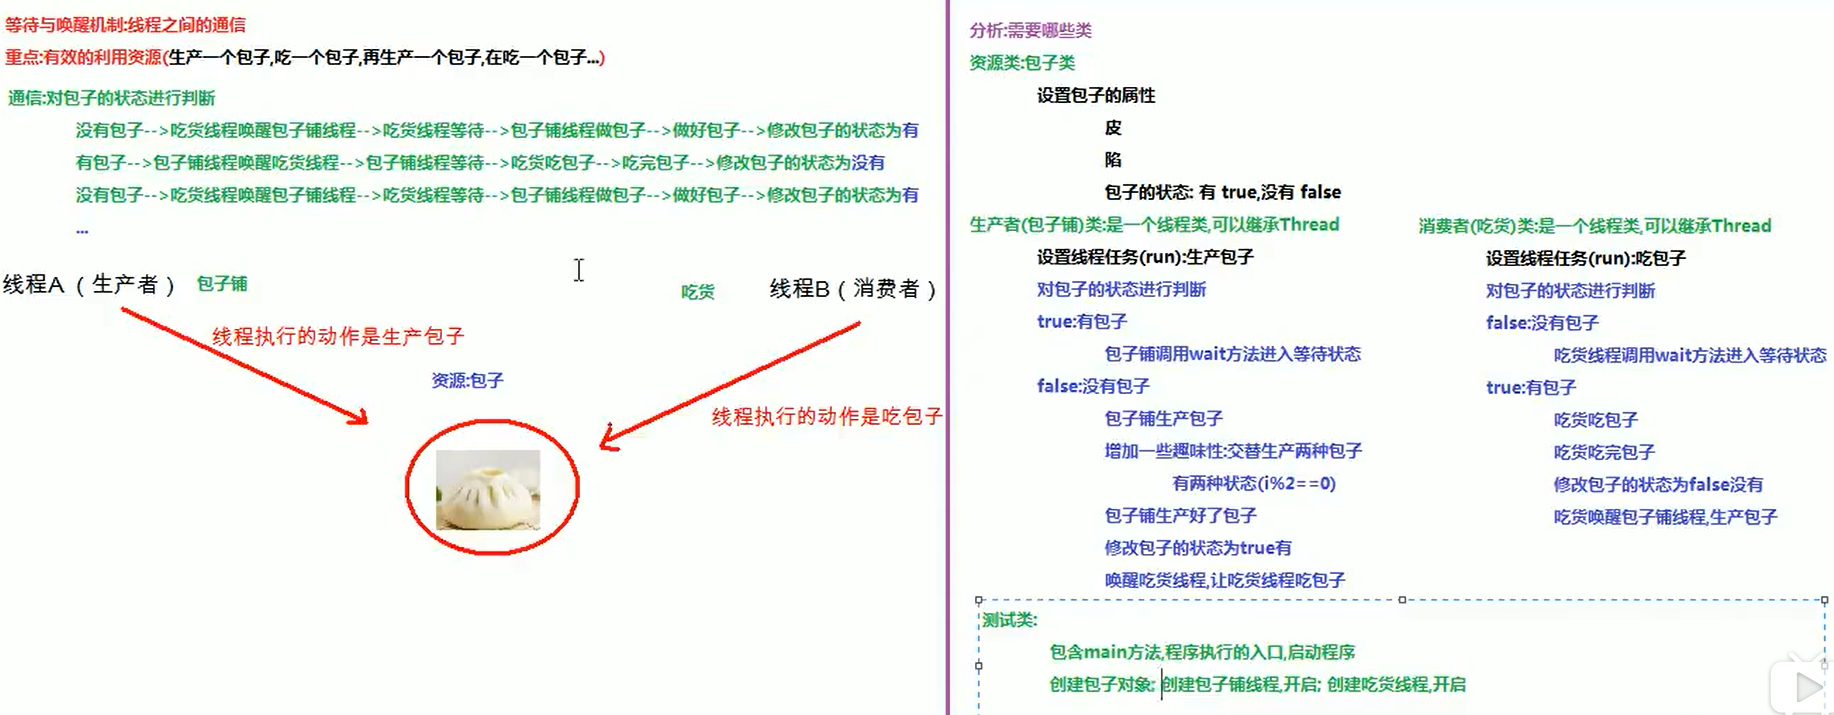 等待与唤醒机制:线程之间的通信
重点:有效的利用资源(生产一个包子,吃一个包子,再生产一个包子,在吃一个包子...)
通信:对包子的状态进行判断
没有包子-->吃货线程唤醒包子铺线程-->吃货线程等待-->包子铺线程做包子-->做好包子-->修改包子的状态为有
有包子-->包子铺线程唤醒吃货线程-->包子铺线程等待-->吃货吃包子-->吃完包子-->修改包子的状态为没有
没有包子-->吃货线程唤醒包子铺线程-->吃货线程等待-->包子铺线程做包子-->做好包子-->修改包子的状态为有
...
线程A（生产者） 包子铺
吃货 线程B（消费者）
线程执行的动作是生产包子
资源:包子
线程执行的动作是吃包子
分析:需要哪些类
资源类:包子类
设置包子的属性
皮
陷
包子的状态: 有 true,没有 false
生产者(包子铺)类:是一个线程类,可以继承Thread
设置线程任务(run):生产包子
对包子的状态进行判断
true:有包子
包子铺调用wait方法进入等待状态
false:没有包子
包子铺生产包子
增加一些趣味性:交替生产两种包子
有两种状态(i%2==0)
包子铺生产好了包子
修改包子的状态为true有
唤醒吃货线程,让吃货线程吃包子
消费者(吃货)类:是一个线程类,可以继承Thread
设置线程任务(run):吃包子
对包子的状态进行判断
false:没有包子
吃货线程调用wait方法进入等待状态
true:有包子
吃货吃包子
吃货吃完包子
修改包子的状态为false没有
吃货唤醒包子铺线程,生产包子
测试类:
包含main方法,程序执行的入口,启动程序
创建包子对象; 创建包子铺线程,开启; 创建吃货线程,开启